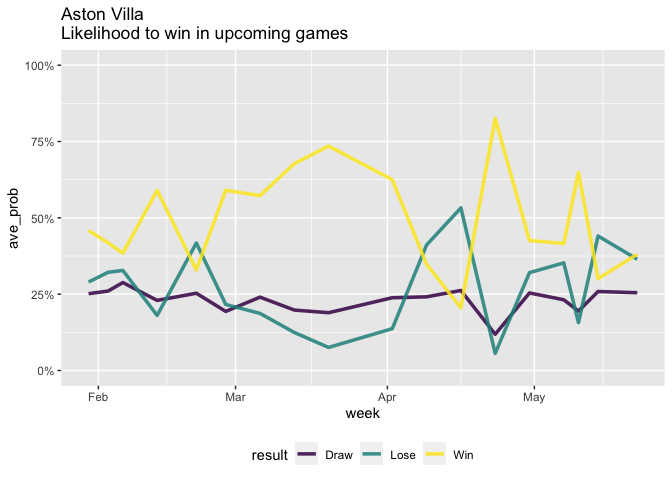 Aston Villa
Likelihood to win in upcoming games
100%
75%
50%
25%
0%
ave_prob
Feb Mar Apr May
week
result Draw Lose Win